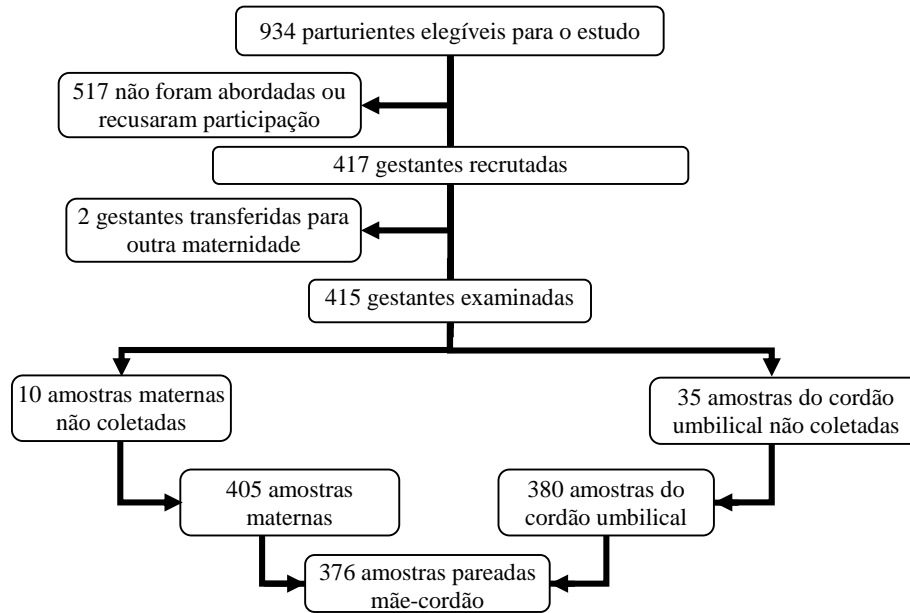 934 parturientes elegíveis para o estudo
517 não foram abordadas ou
recusaram participação
417 gestantes recrutadas
2 gestantes transferidas para
outra maternidade
415 gestantes examinadas
10 amostras maternas
não coletadas
35 amostras do cordão
umbilical não coletadas
405 amostras
maternas
380 amostras do
cordão umbilical
376 amostras pareadas
mãe-cordão